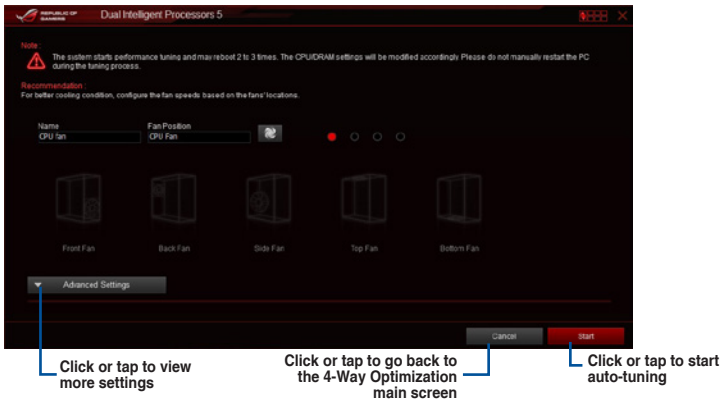 REPUBLIC OF
GAMERS
Dual Intelligent Processors 5
Note :
The system starts performance tuning and may reboot 2 to 3 times. The CPU/DRAM settings will be modified accordingly. Please do not manually restart the PC
during the tuning process.
Recommendation :
For better cooling condition, configure the fan speeds based on the fans' locations.
Name
Fan Position
CPU fan
CPU Fan
Front Fan
Back Fan
Side Fan
Top Fan
Bottom Fan
Advanced Settings
Cancel
Start
Click or tap to view
more settings
Click or tap to go back to
the 4-Way Optimization
main screen
Click or tap to start
auto-tuning